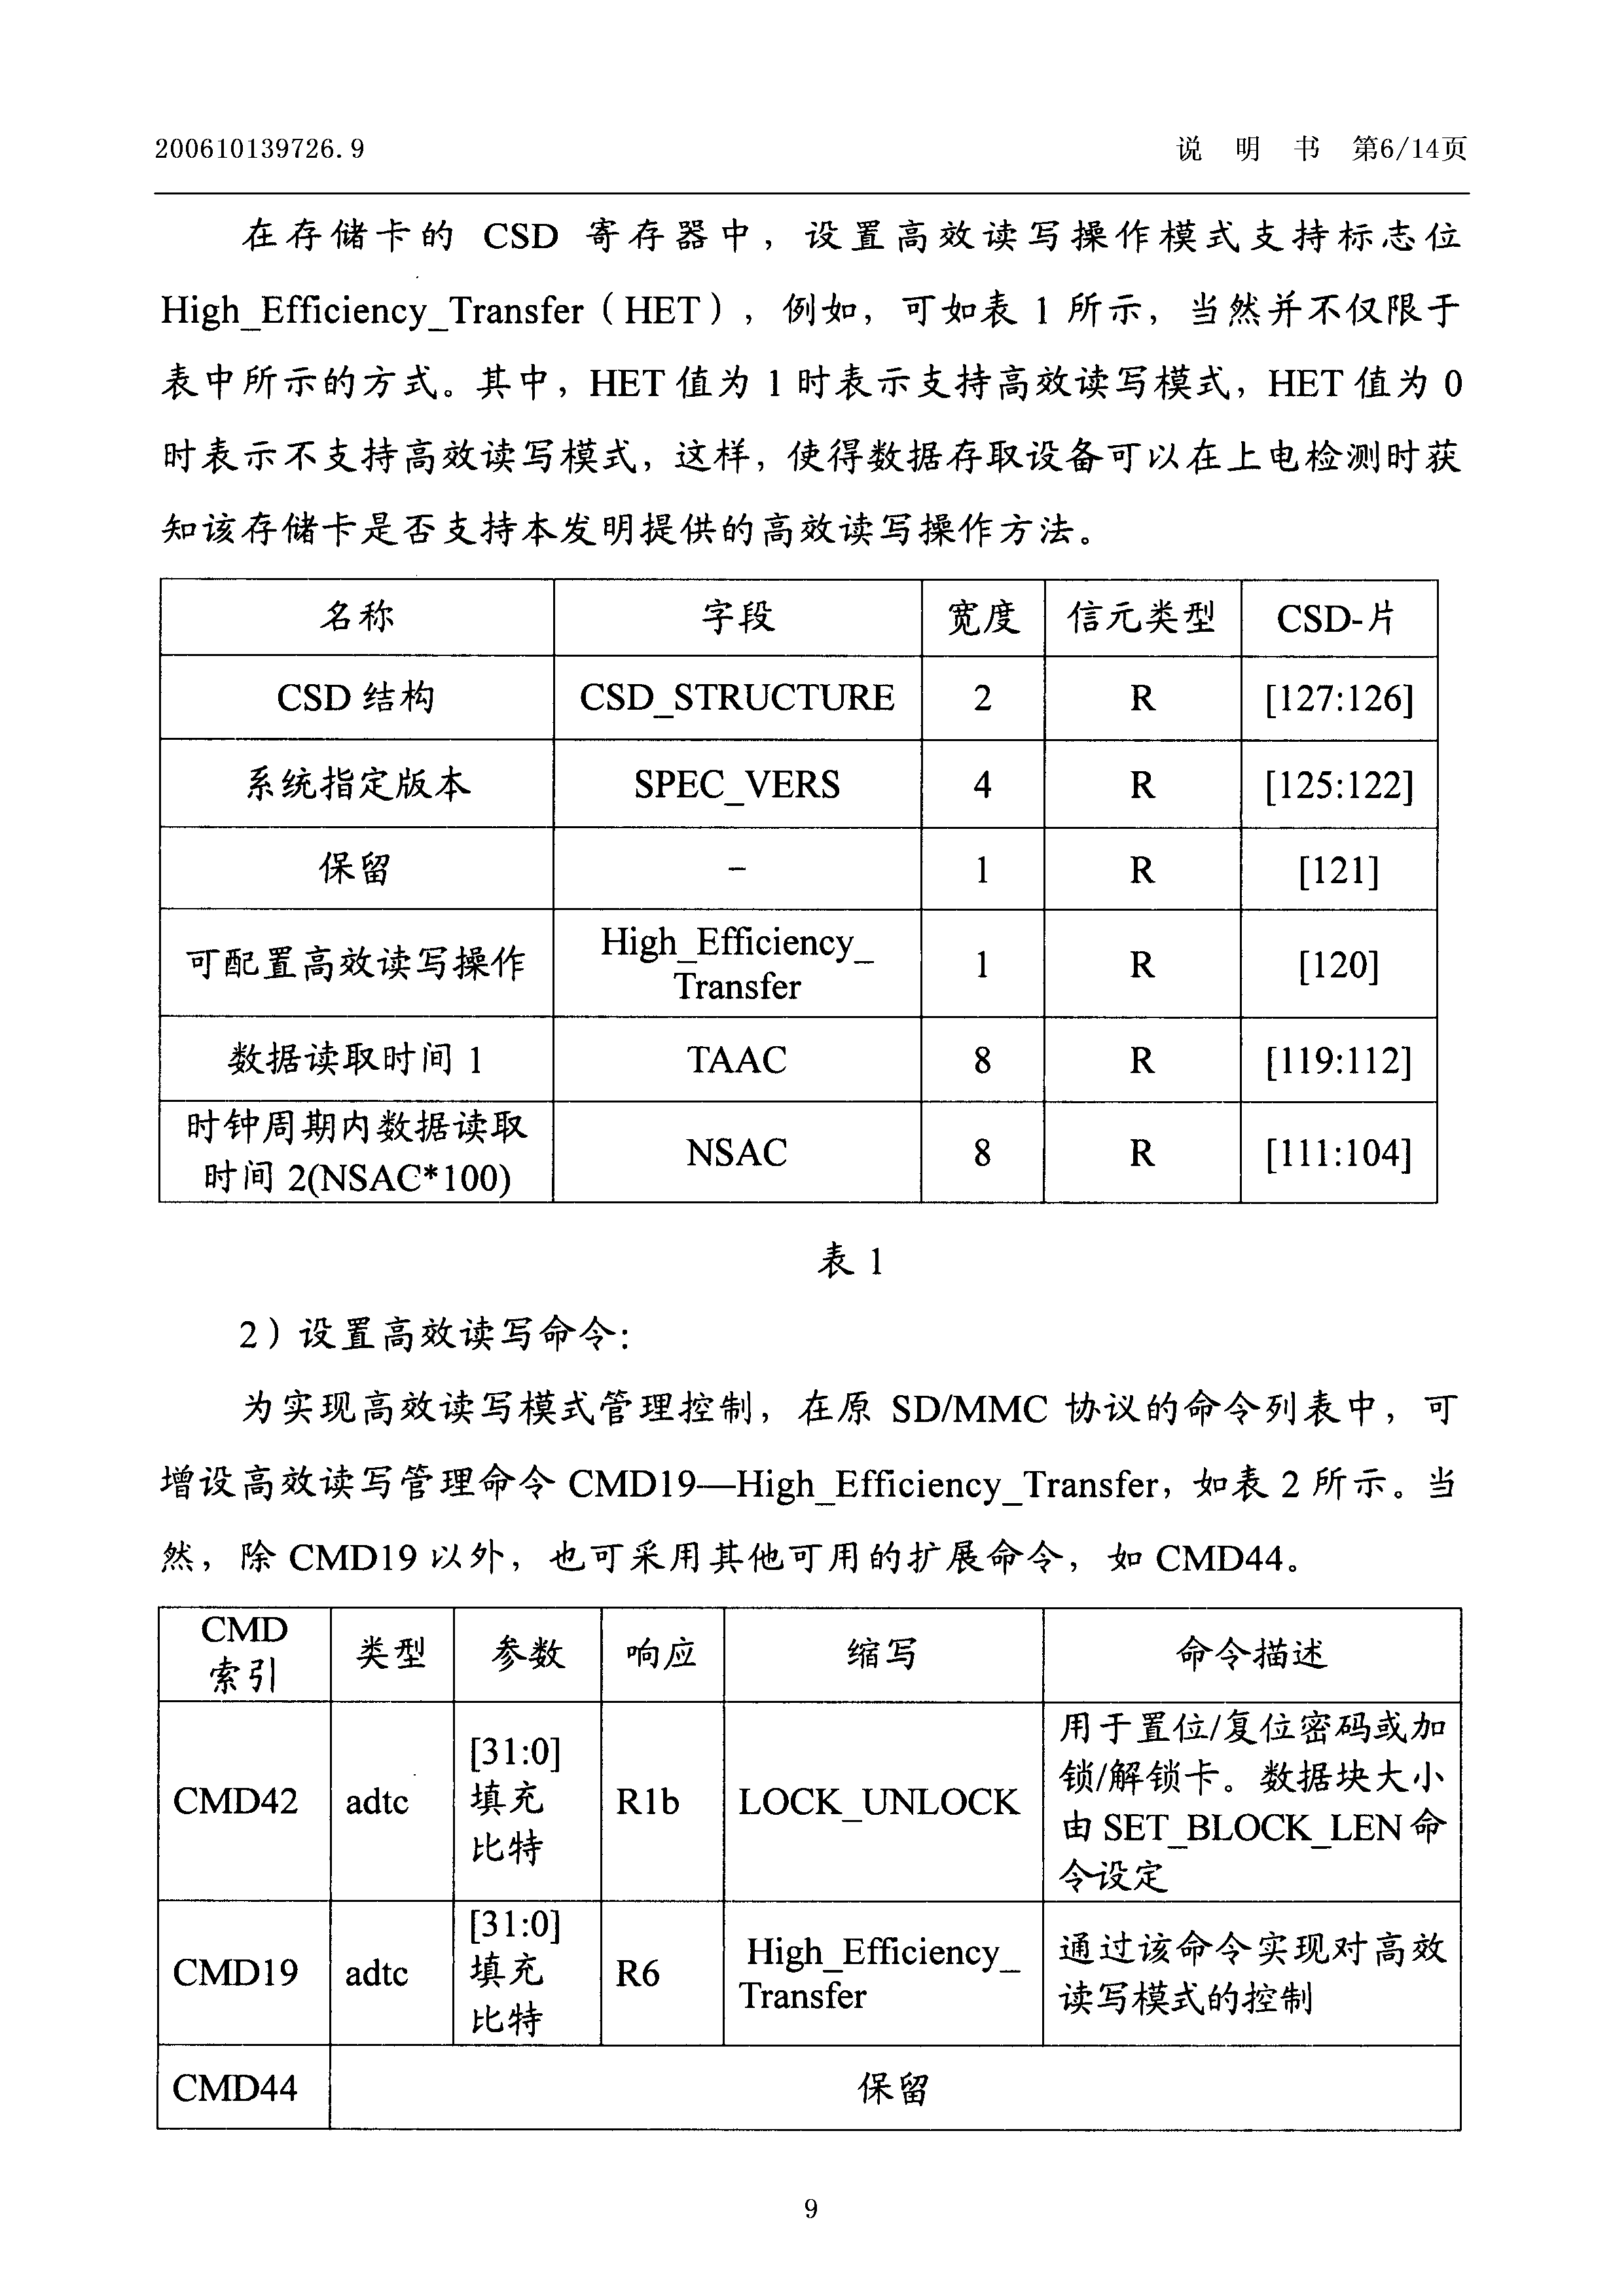 200610139726.9 说 明 书 第6/14页
在存储卡的 CSD 寄存器中，设置高效读写操作模式支持标志位
High_Efficiency_Transfer（HET），例如，可如表 1 所示，当然并不仅限于
表中所示的方式。其中，HET 值为 1 时表示支持高效读写模式，HET 值为 0
时表示不支持高效读写模式，这样，使得数据存取设备可以在上电检测时获
知该存储卡是否支持本发明提供的高效读写操作方法。
名称 字段 宽度 信元类型 CSD-片
CSD 结构 CSD_STRUCTURE 2 R [127:126]
系统指定版本 SPEC_VERS 4 R [125:122]
保留 – 1 R [121]
可配置高效读写操作 High_Efficiency_
Transfer 1 R [120]
数据读取时间 1 TAAC 8 R [119:112]
时钟周期内数据读取
时间 2(NSAC*100) NSAC 8 R [111:104]
表 1
2）设置高效读写命令：
为实现高效读写模式管理控制，在原 SD/MMC 协议的命令列表中，可
增设高效读写管理命令 CMD19—High_Efficiency_Transfer，如表 2 所示。当
然，除 CMD19 以外，也可采用其他可用的扩展命令，如 CMD44。
CMD
索引 类型 参数 响应 缩写 命令描述
CMD42 adtc [31:0]
填充
比特 R1b LOCK_UNLOCK 用于置位/复位密码或加
锁/解锁卡。数据块大小
由 SET_BLOCK_LEN 命
令设定
CMD19 adtc [31:0]
填充
比特 R6 High_Efficiency_
Transfer 通过该命令实现对高效
读写模式的控制
CMD44 保留
9